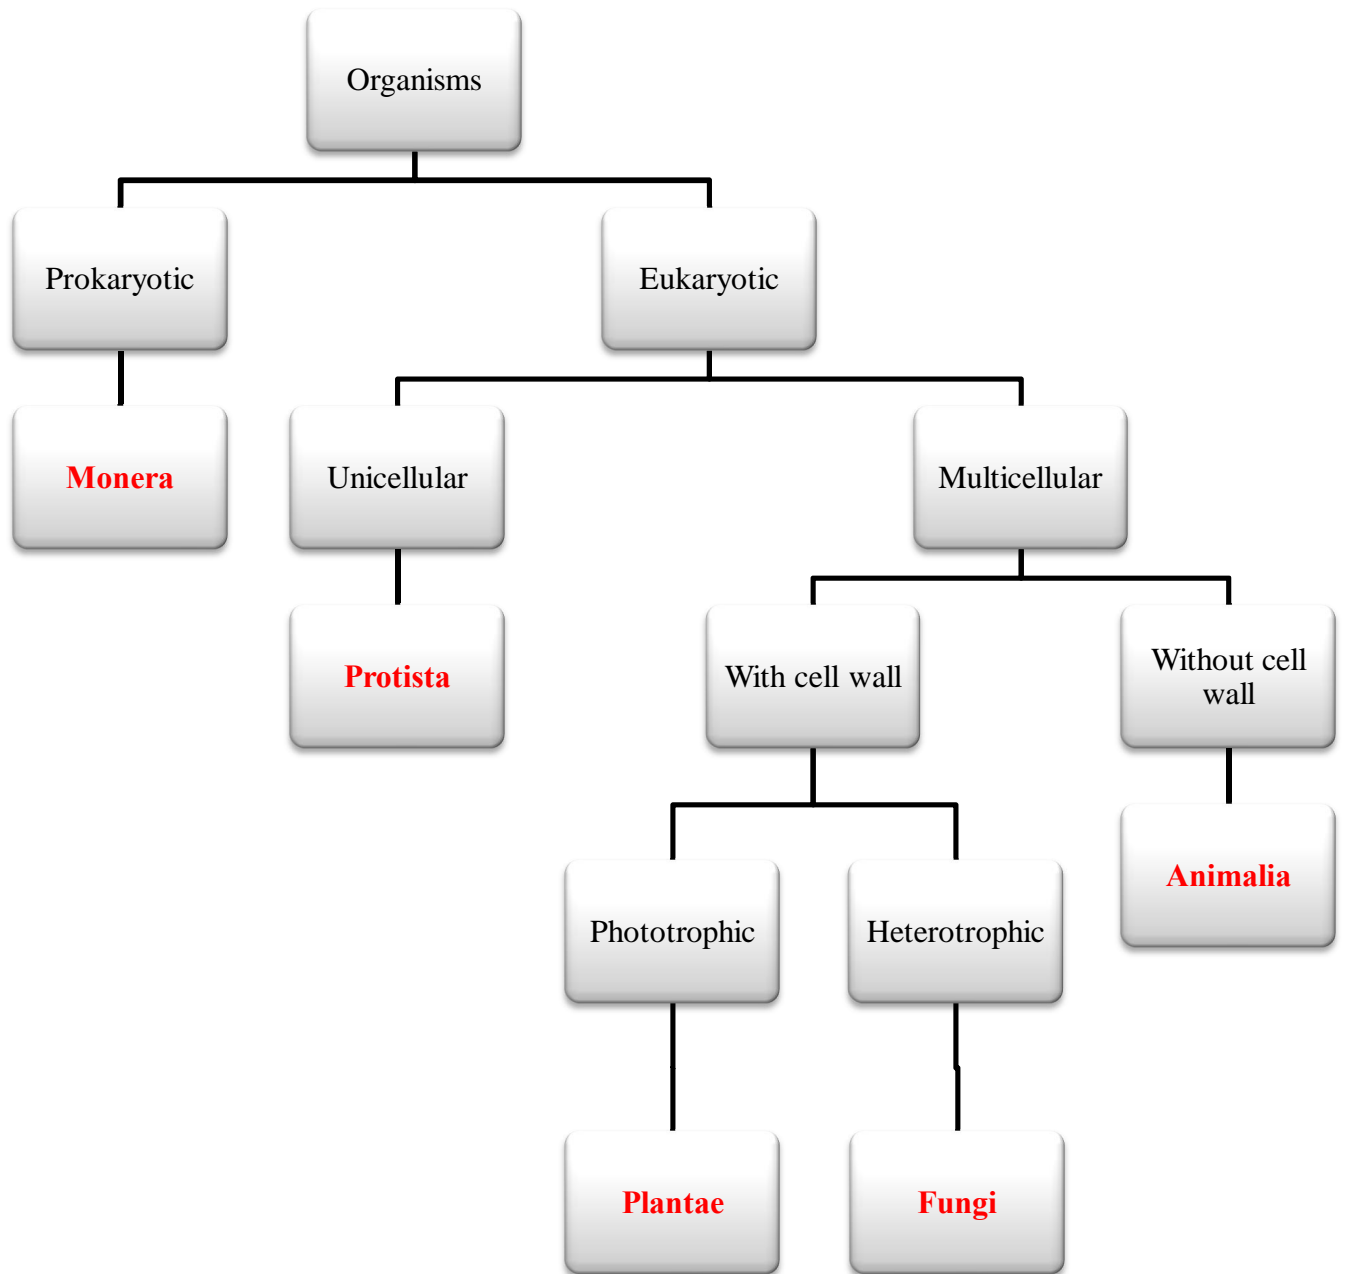 Organisms
Prokaryotic
Eukaryotic
Monera
Unicellular
Multicellular
Protista
With cell wall
Without cell
wall
Phototrophic
Heterotrophic
Animalia
Plantae
Fungi